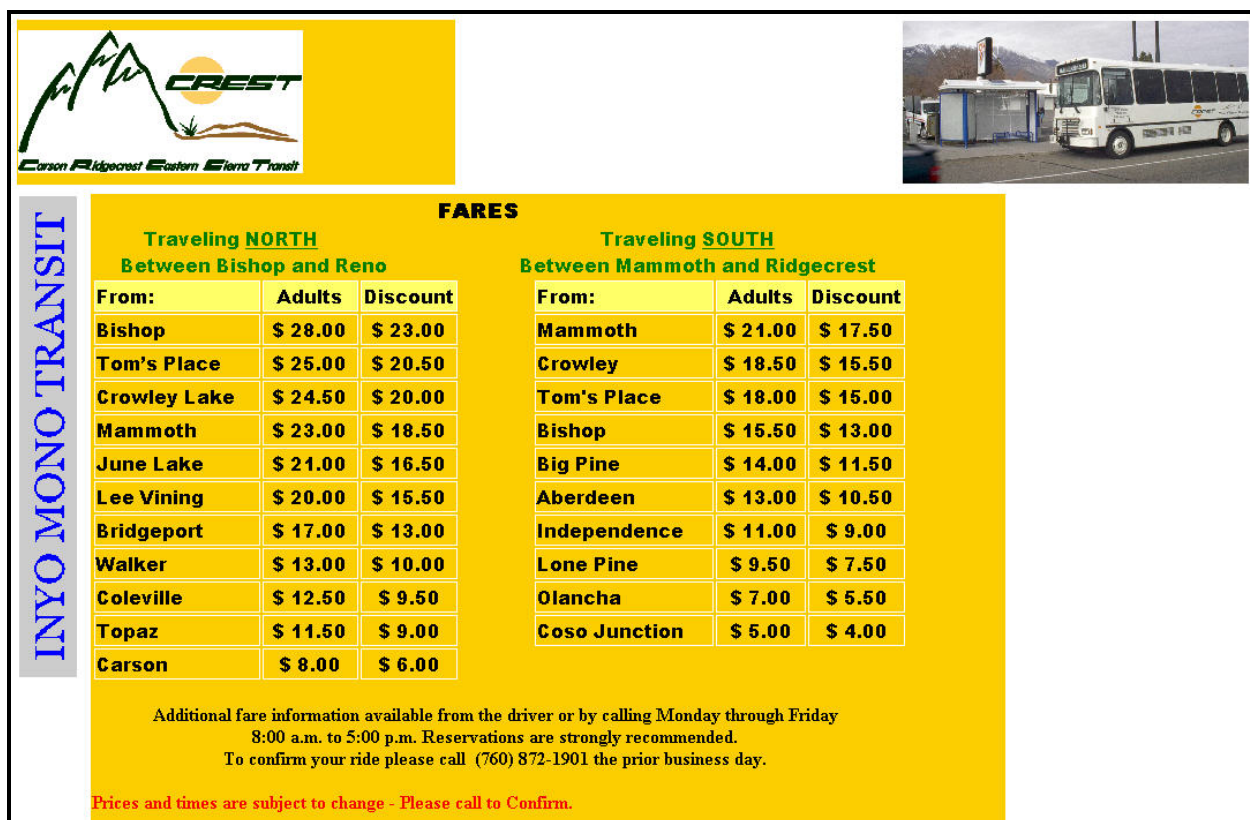 CREST
Carson Ridgecrest Eastern Sierra Transit
INYO MONO TRANSIT
FARES
Traveling NORTH
Between Bishop and Reno
From: Adults Discount
Bishop $ 28.00 $ 23.00
Tom’s Place $ 25.00 $ 20.50
Crowley Lake $ 24.50 $ 20.00
Mammoth $ 23.00 $ 18.50
June Lake $ 21.00 $ 16.50
Lee Vining $ 20.00 $ 15.50
Bridgeport $ 17.00 $ 13.00
Walker $ 13.00 $ 10.00
Coleville $ 12.50 $ 9.50
Topaz $ 11.50 $ 9.00
Carson $ 8.00 $ 6.00
Traveling SOUTH
Between Mammoth and Ridgecrest
From: Adults Discount
Mammoth $ 21.00 $ 17.50
Crowley $ 18.50 $ 15.50
Tom's Place $ 18.00 $ 15.00
Bishop $ 15.50 $ 13.00
Big Pine $ 14.00 $ 11.50
Aberdeen $ 13.00 $ 10.50
Independence $ 11.00 $ 9.00
Lone Pine $ 9.50 $ 7.50
Olancha $ 7.00 $ 5.50
Coso Junction $ 5.00 $ 4.00
Additional fare information available from the driver or by calling Monday through Friday
8:00 a.m. to 5:00 p.m. Reservations are strongly recommended.
To confirm your ride please call (760) 872-1901 the prior business day.
Prices and times are subject to change - Please call to Confirm.
CREST